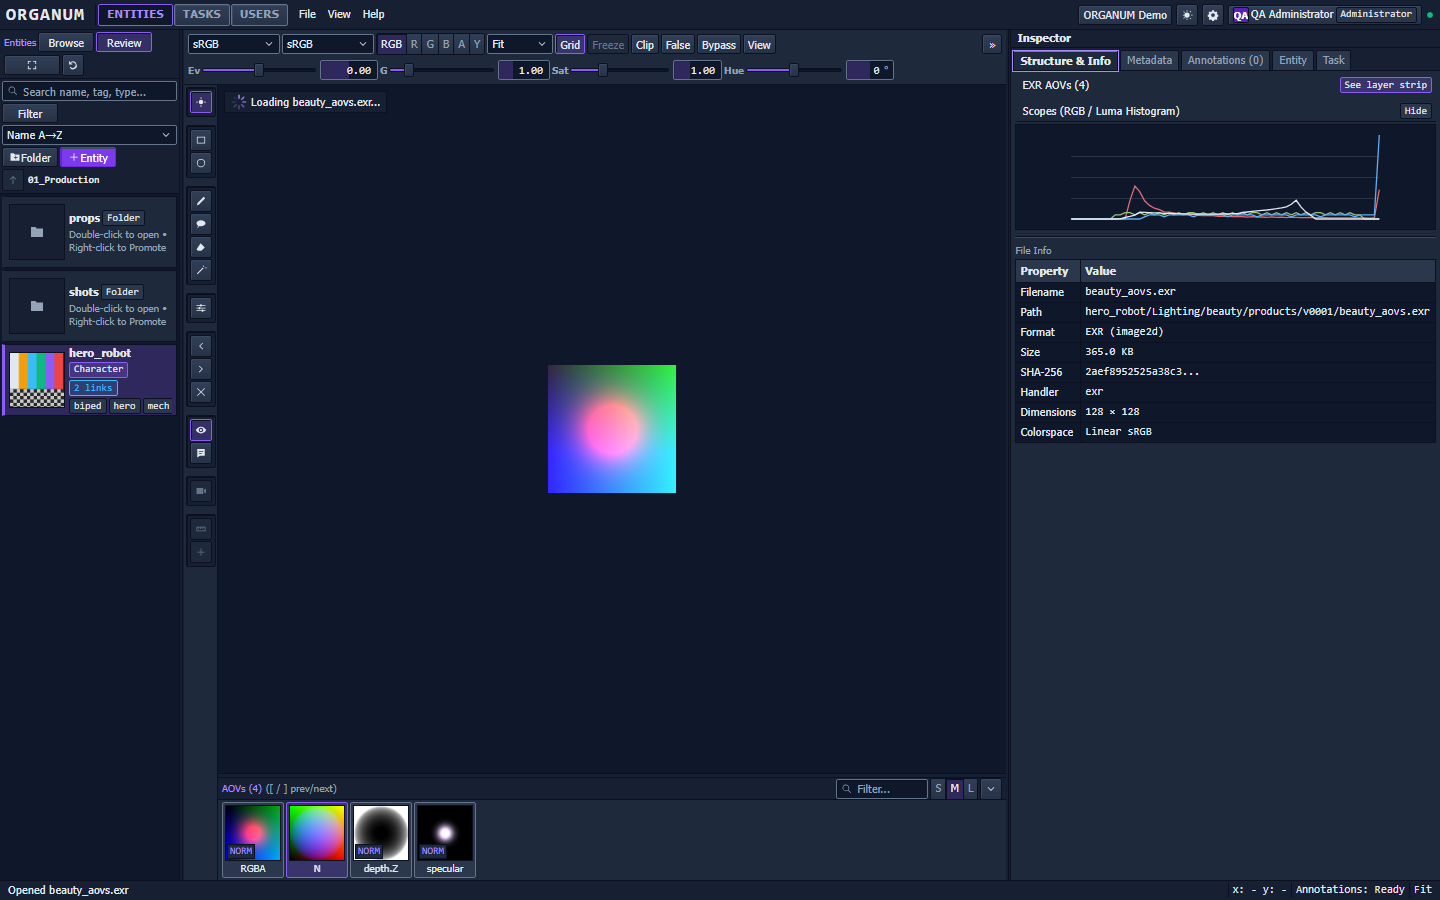 ORGANUM ENTITIES TASKS USERS File View Help ORGANUM Demo QA QA Administrator Administrator
Entities Browse Review
Search name, tag, type...
Filter
Name A→Z
Folder + Entity
01_Production
props Folder
Double-click to open •
Right-click to Promote
shots Folder
Double-click to open •
Right-click to Promote
hero_robot
Character
2 links
biped hero mech
sRGB sRGB RGB R G B A Y Fit Grid Freeze Clip False Bypass View »
Ev 0.00 G 1.00 Sat 1.00 Hue 0 °
Loading beauty_aovs.exr...
AOVs (4) ([ / ] prev/next) Filter... S M L
NORM NORM NORM
RGBA N depth.Z specular
Inspector
Structure & Info Metadata Annotations (0) Entity Task
EXR AOVs (4) See layer strip
Scopes (RGB / Luma Histogram) Hide
File Info
Property Value
Filename beauty_aovs.exr
Path hero_robot/Lighting/beauty/products/v0001/beauty_aovs.exr
Format EXR (image2d)
Size 365.0 KB
SHA-256 2aef8952525a38c3...
Handler exr
Dimensions 128 × 128
Colorspace Linear sRGB
Opened beauty_aovs.exr x: - y: - Annotations: Ready Fit